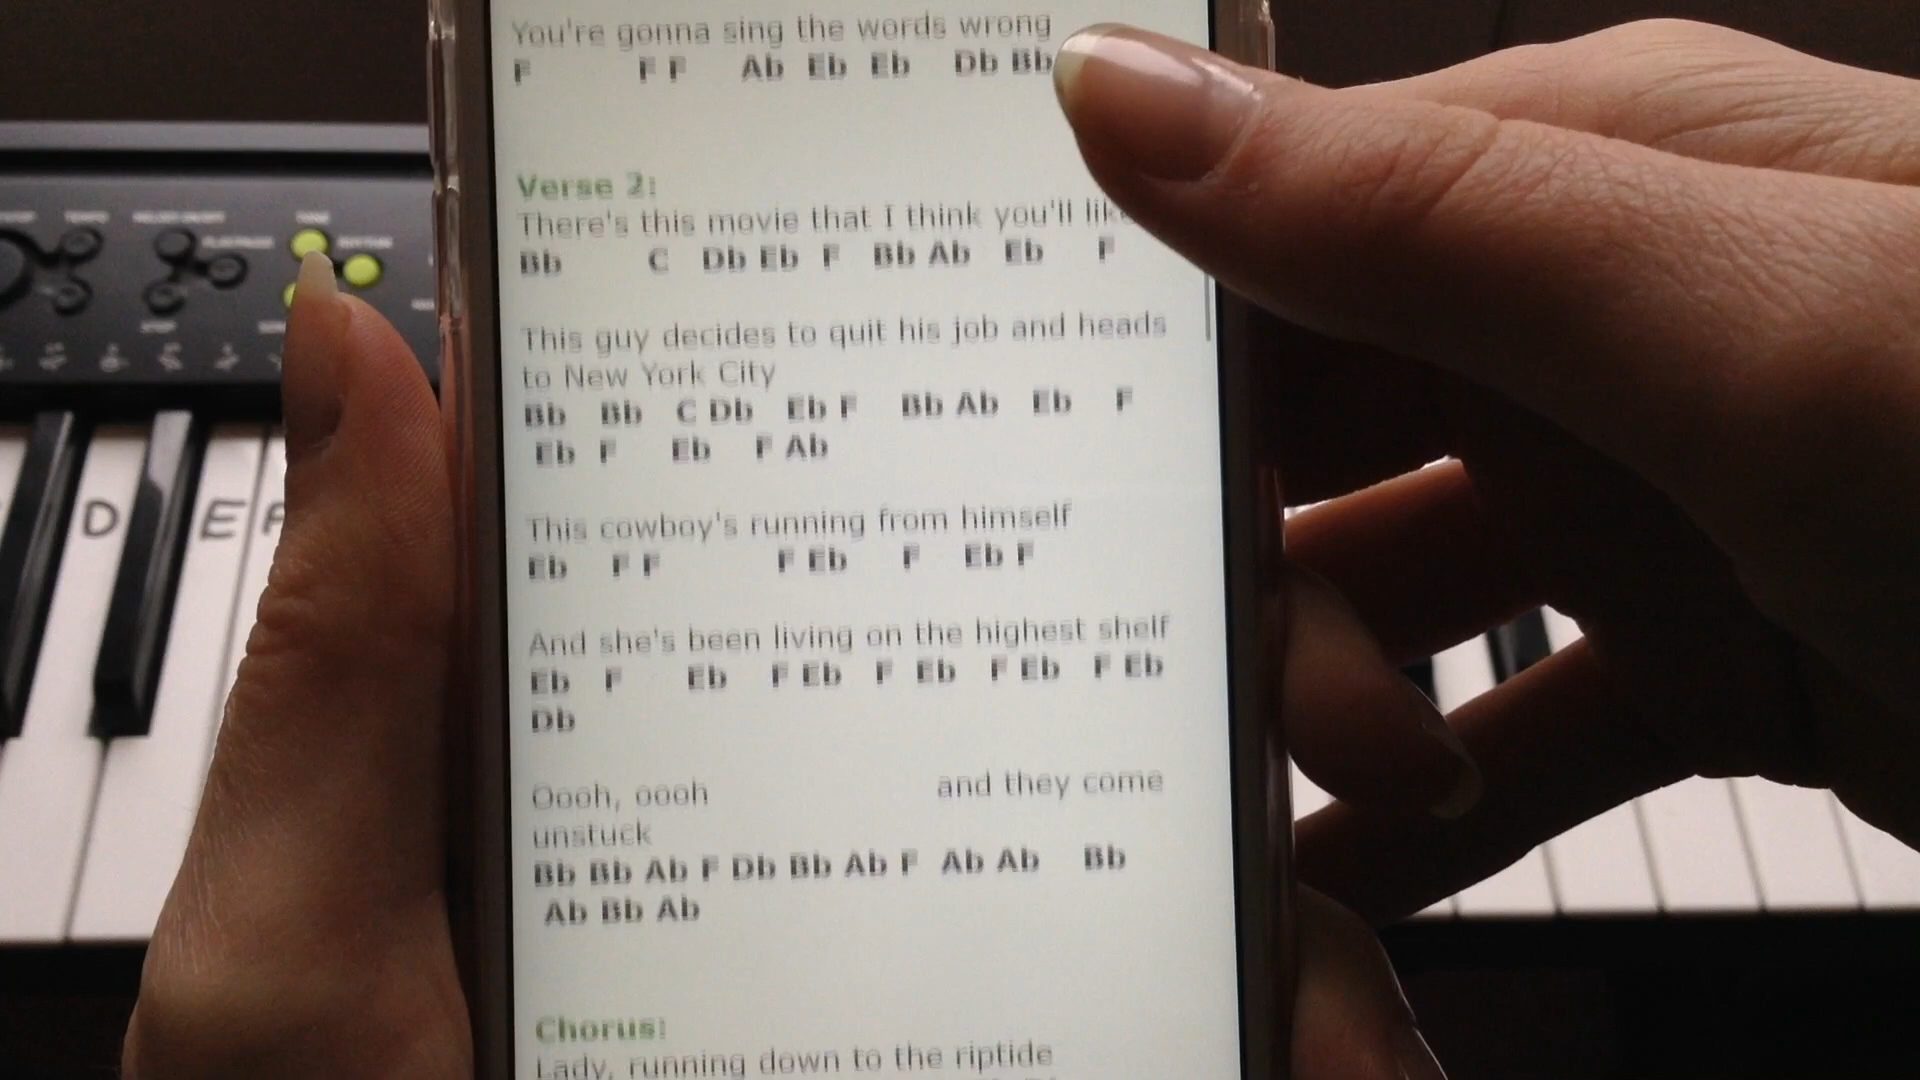 You're gonna sing the words wrong
F F F Ab Eb Eb Db Bb
Verse 2:
There's this movie that I think you'll
Bb C Db Eb F Bb Ab Eb F
This guy decides to quit his job and heads
to New York City
Bb Bb C Db Eb F Bb Ab Eb F
Eb F Eb F Ab
This cowboy's running from himself
Eb F F F Eb F Eb F
And she's been living on the highest shelf
Eb F Eb F Eb F Eb F Eb F Eb
Db
Oooh, oooh and they come
unstuck
Bb Bb Ab F Db Bb Ab F Ab Ab Bb
Ab Bb Ab
Chorus:
Lady, running down to the riptide
D E F